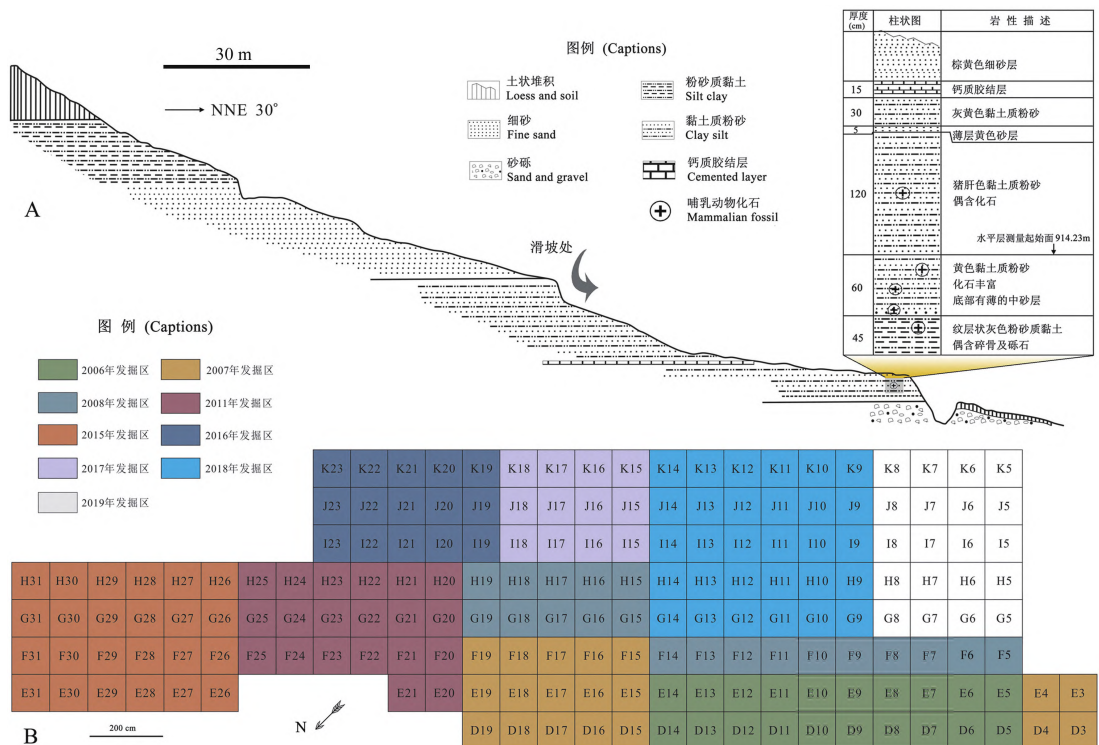 30 m
NNE 30°
A
图例 (Captions)
土状堆积
Loess and soil
粉砂质黏土
Silt clay
细砂
Fine sand
黏土质粉砂
Clay silt
砂砾
Sand and gravel
钙质胶结层
Cemented layer
哺乳动物化石
Mammalian fossil
滑坡处
厚度
(cm)
柱状图
岩性描述
棕黄色细砂层
15
钙质胶结层
30
灰黄色黏土质粉砂
5
薄层黄色砂层
120
猪肝色黏土质粉砂
偶含化石
水平层测量起始面 914.23m
60
黄色黏土质粉砂
化石丰富
底部有薄的中砂层
45
纹层状灰色粉砂质黏土
偶含碎骨及砾石
图 例 (Captions)
2006年发掘区
2007年发掘区
2008年发掘区
2011年发掘区
2015年发掘区
2016年发掘区
2017年发掘区
2018年发掘区
2019年发掘区
K23 K22 K21 K20 K19 K18 K17 K16 K15 K14 K13 K12 K11 K10 K9 K8 K7 K6 K5
J23 J22 J21 J20 J19 J18 J17 J16 J15 J14 J13 J12 J11 J10 J9 J8 J7 J6 J5
I23 I22 I21 I20 I19 I18 I17 I16 I15 I14 I13 I12 I11 I10 I9 I8 I7 I6 I5
H31 H30 H29 H28 H27 H26 H25 H24 H23 H22 H21 H20 H19 H18 H17 H16 H15 H14 H13 H12 H11 H10 H9 H8 H7 H6 H5
G31 G30 G29 G28 G27 G26 G25 G24 G23 G22 G21 G20 G19 G18 G17 G16 G15 G14 G13 G12 G11 G10 G9 G8 G7 G6 G5
F31 F30 F29 F28 F27 F26 F25 F24 F23 F22 F21 F20 F19 F18 F17 F16 F15 F14 F13 F12 F11 F10 F9 F8 F7 F6 F5
E31 E30 E29 E28 E27 E26 E21 E20 E19 E18 E17 E16 E15 E14 E13 E12 E11 E10 E9 E8 E7 E6 E5 E4 E3
D19 D18 D17 D16 D15 D14 D13 D12 D11 D10 D9 D8 D7 D6 D5 D4 D3
B
200 cm
N